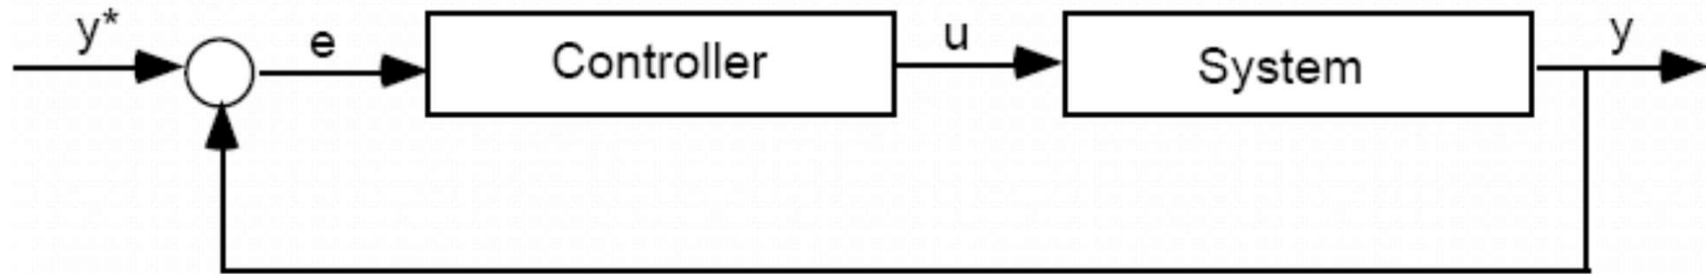 y*
e
Controller
u
System
y